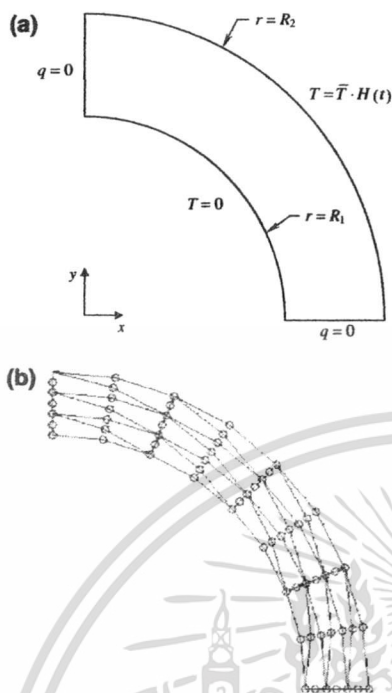 (a)
r = R₂
q = 0
T = T̄ · H(t)
T = 0
r = R₁
y
x
q = 0
(b)